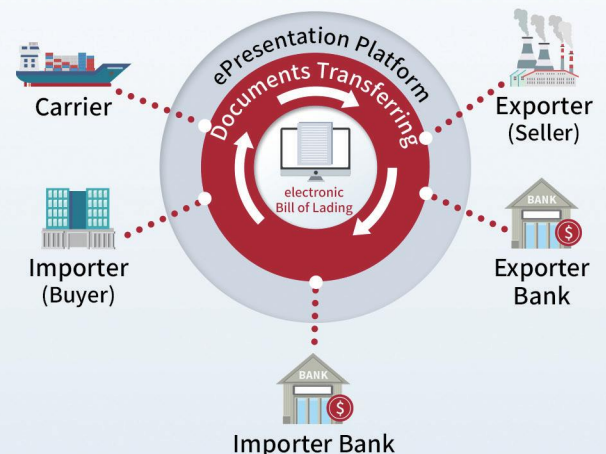 ePresentation Platform
Documents Transferring
electronic
Bill of Lading
Carrier
Exporter
(Seller)
Importer
(Buyer)
BANK
$
Exporter
Bank
BANK
$
Importer Bank